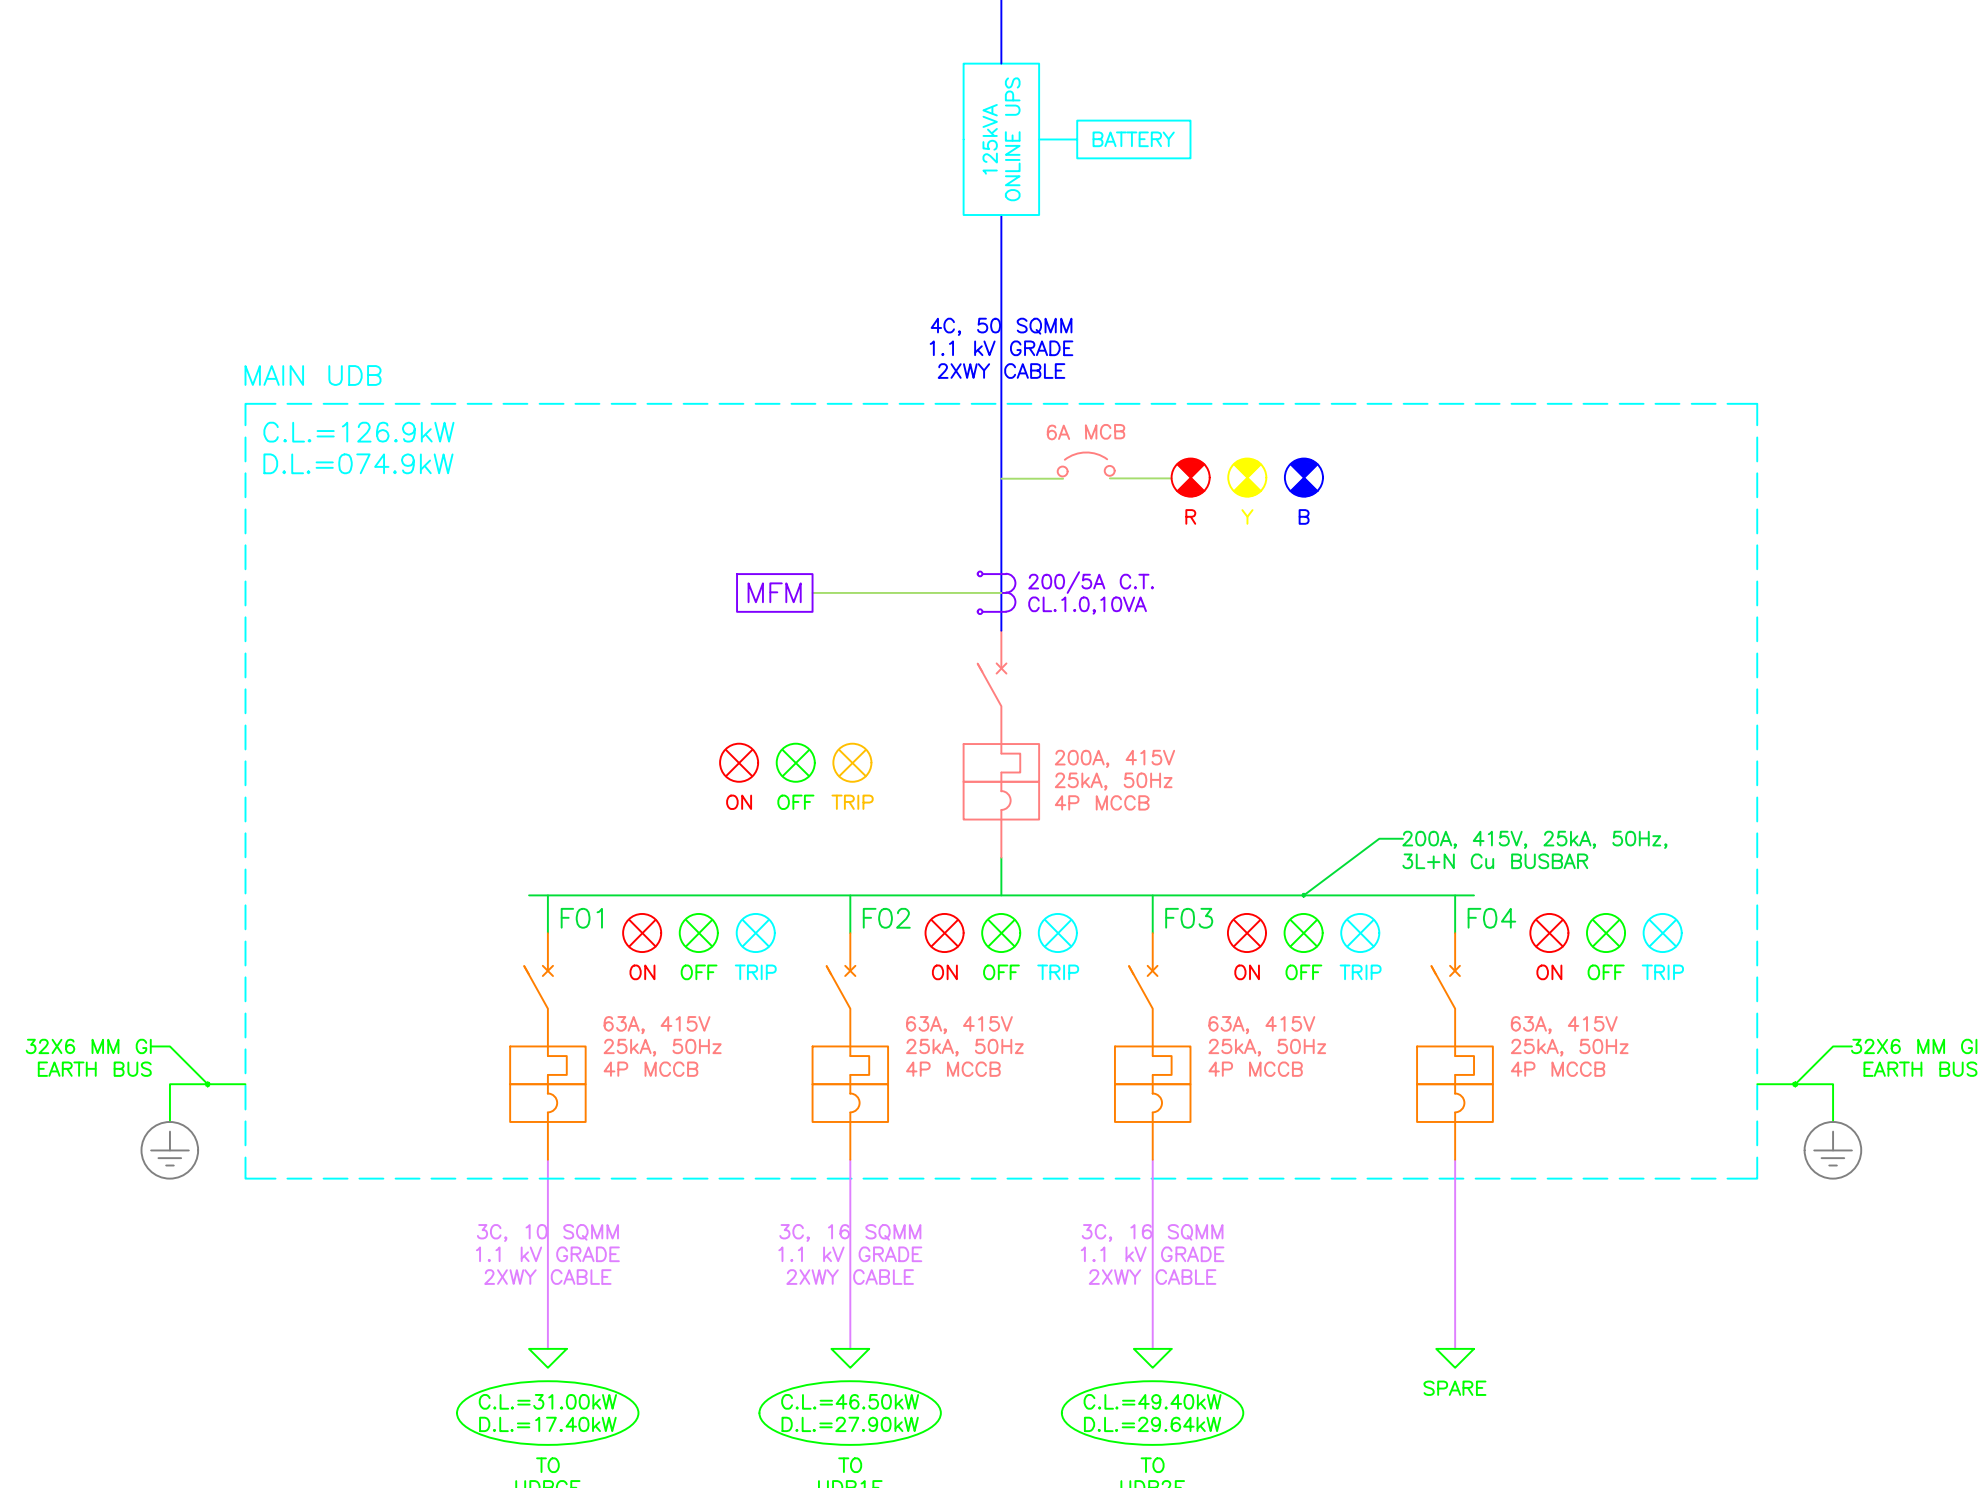 125kVA
ONLINE UPS
BATTERY
4C, 50 SQMM
1.1 kV GRADE
2XWY CABLE
MAIN UDB
C.L.=126.9kW
D.L.=074.9kW
6A MCB
R
Y
B
MFM
200/5A C.T.
CL.1.0,10VA
200A, 415V
25kA, 50Hz
4P MCCB
ON
OFF
TRIP
200A, 415V, 25kA, 50Hz,
3L+N Cu BUSBAR
F01
ON
OFF
TRIP
F02
ON
OFF
TRIP
F03
ON
OFF
TRIP
F04
ON
OFF
TRIP
63A, 415V
25kA, 50Hz
4P MCCB
63A, 415V
25kA, 50Hz
4P MCCB
63A, 415V
25kA, 50Hz
4P MCCB
63A, 415V
25kA, 50Hz
4P MCCB
32X6 MM GI
EARTH BUS
32X6 MM GI
EARTH BUS
3C, 10 SQMM
1.1 kV GRADE
2XWY CABLE
3C, 16 SQMM
1.1 kV GRADE
2XWY CABLE
3C, 16 SQMM
1.1 kV GRADE
2XWY CABLE
C.L.=31.00kW
D.L.=17.40kW
TO
C.L.=46.50kW
D.L.=27.90kW
TO
C.L.=49.40kW
D.L.=29.64kW
TO
SPARE